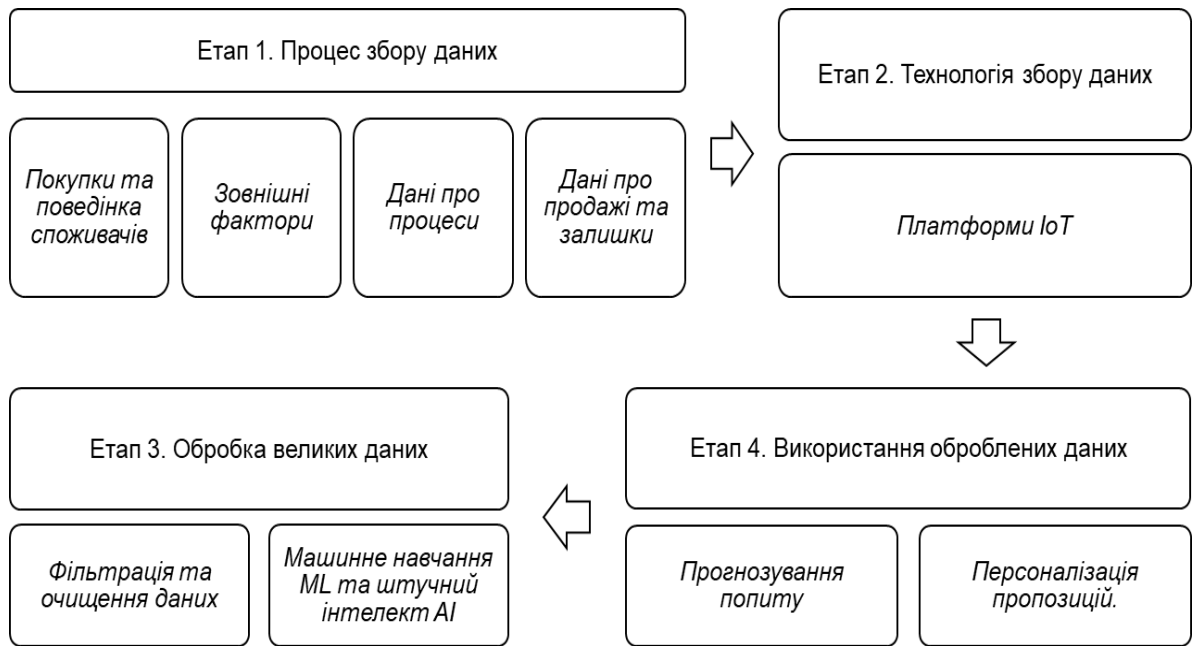 Етап 1. Процес збору даних
Покупки та
поведінка
споживачів
Зовнішні
фактори
Дані про
процеси
Дані про
продажі та
залишки
Етап 2. Технологія збору даних
Платформи IoT
Етап 3. Обробка великих даних
Фільтрація та
очищення даних
Машинне навчання
ML та штучний
інтелект AI
Етап 4. Використання оброблених даних
Прогнозування
попиту
Персоналізація
пропозицій.